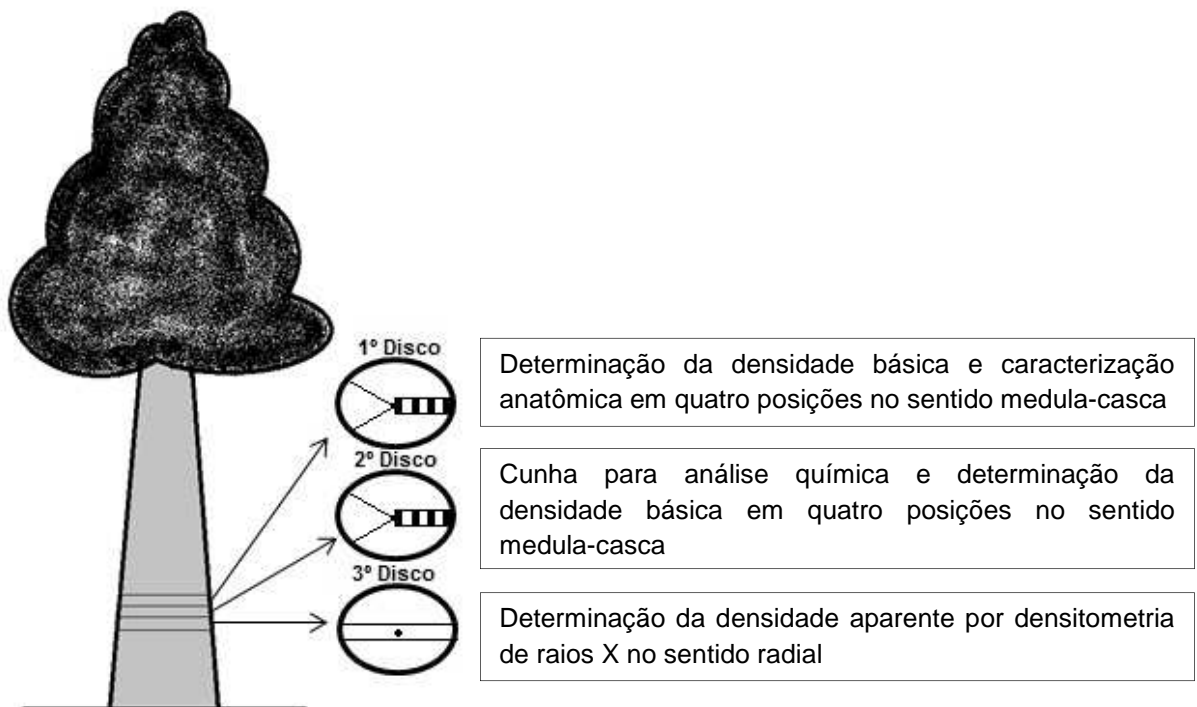 1º Disco
Determinação da densidade básica e caracterização
anatômica em quatro posições no sentido medula-casca
2º Disco
Cunha para análise química e determinação da
densidade básica em quatro posições no sentido
medula-casca
3º Disco
Determinação da densidade aparente por densitometria
de raios X no sentido radial